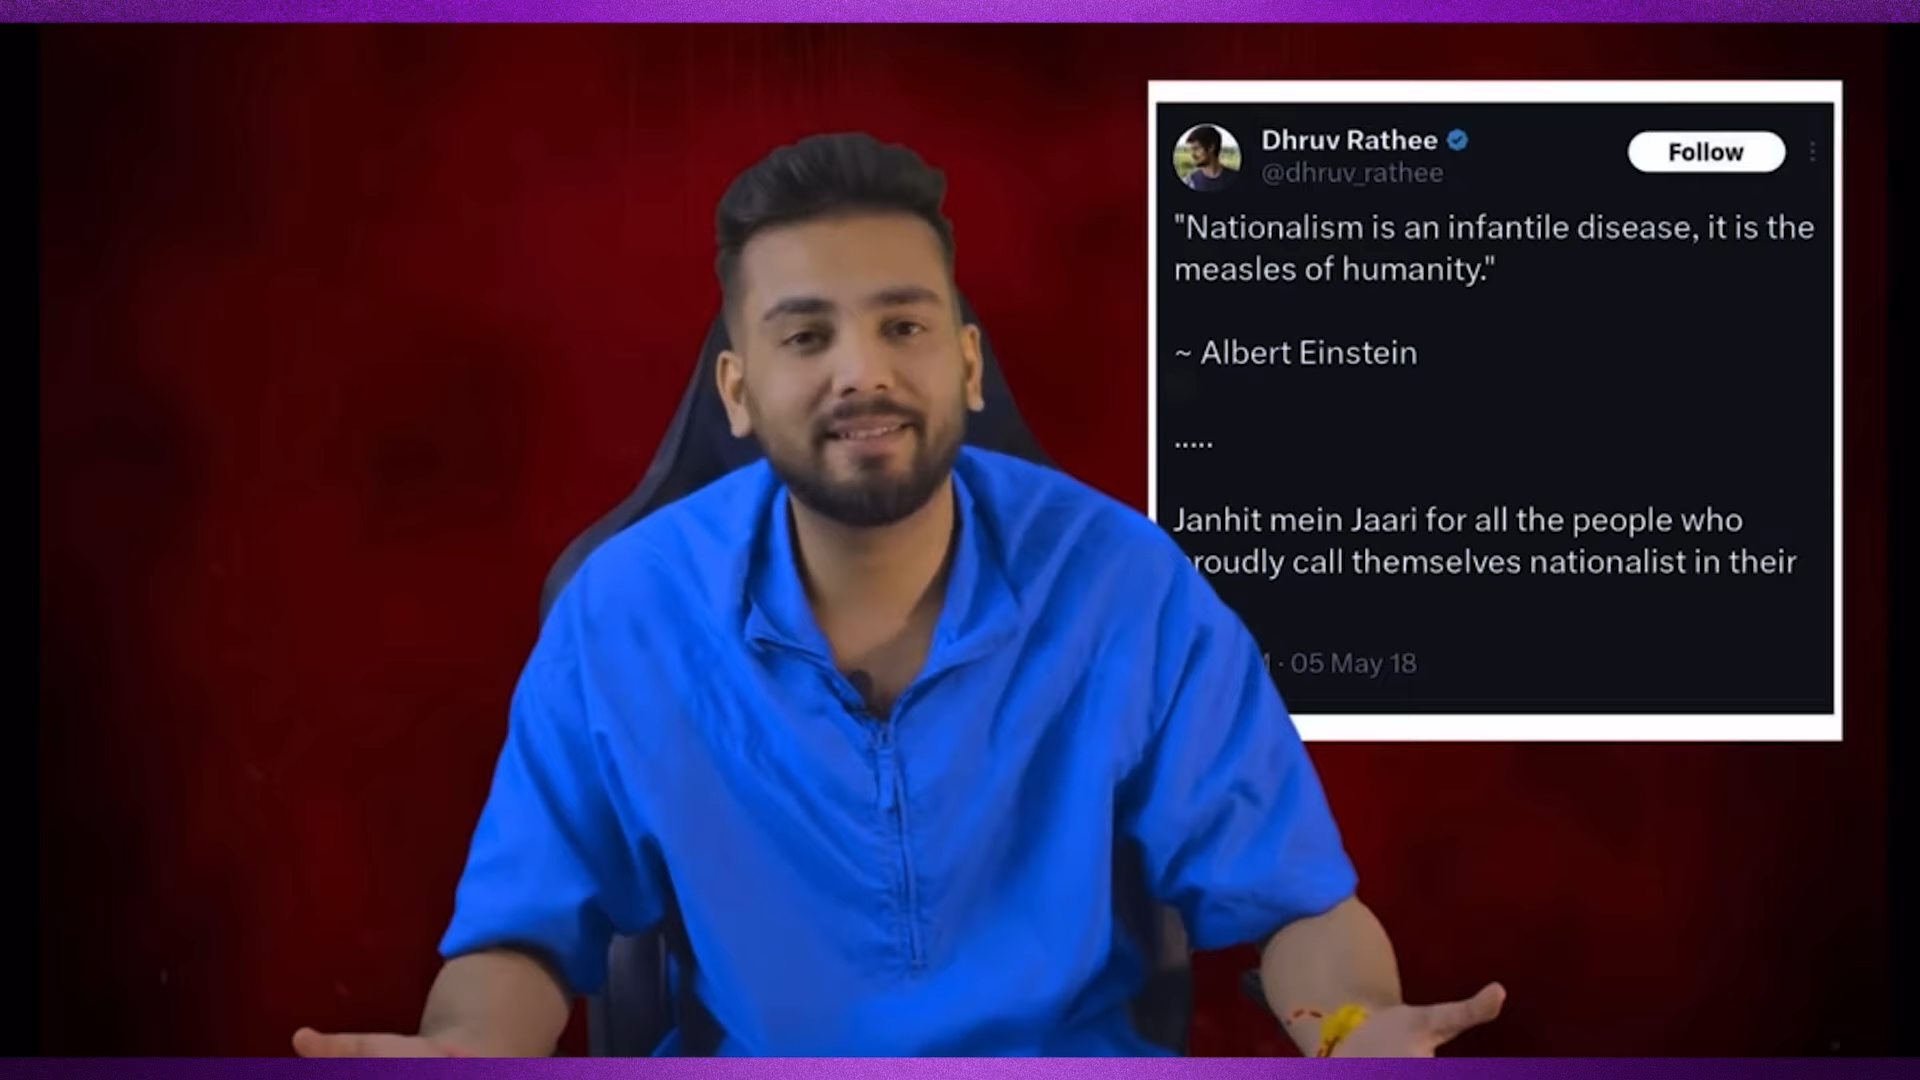 Dhruv Rathee
@dhruv_rathee
Follow
"Nationalism is an infantile disease, it is the
measles of humanity."
~ Albert Einstein
.....
Janhit mein Jaari for all the people who
proudly call themselves nationalist in their
· 05 May 18